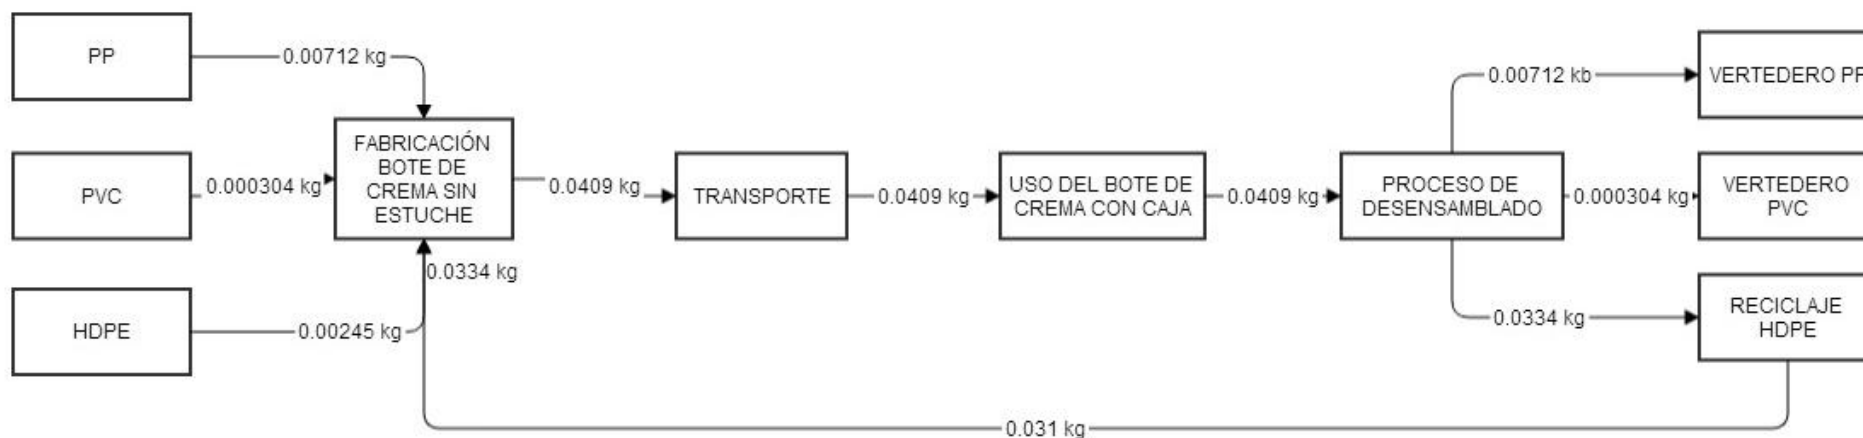 PP
0.00712 kg
PVC
0.000304 kg
HDPE
0.00245 kg
FABRICACIÓN
BOTE DE
CREMA SIN
ESTUCHE
0.0334 kg
0.0409 kg
TRANSPORTE
0.0409 kg
USO DEL BOTE DE
CREMA CON CAJA
0.0409 kg
PROCESO DE
DESENSAMBLADO
0.00712 kb
VERTEDERO PP
0.000304 kg
VERTEDERO
PVC
0.0334 kg
RECICLAJE
HDPE
0.031 kg